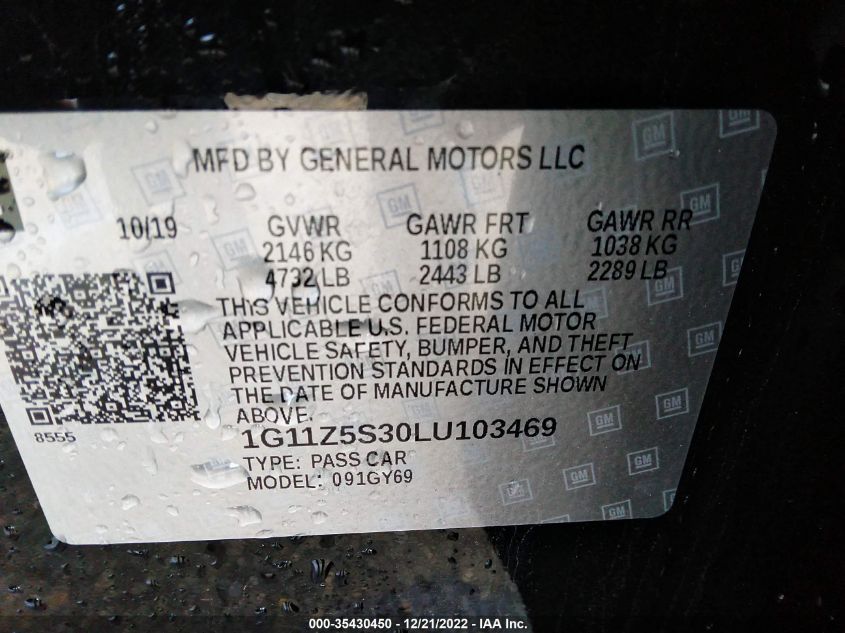 MFD BY GENERAL MOTORS LLC
10/19 GVWR GAWR FRT GAWR RR
2146 KG 1108 KG 1038 KG
4732 LB 2443 LB 2289 LB
THIS VEHICLE CONFORMS TO ALL
APPLICABLE U.S. FEDERAL MOTOR
VEHICLE SAFETY, BUMPER, AND THEFT
PREVENTION STANDARDS IN EFFECT ON
THE DATE OF MANUFACTURE SHOWN
ABOVE.
8555
1G11Z5S30LU103469
TYPE: PASS CAR
MODEL: 091GY69
GM
000-35430450 - 12/21/2022 - IAA Inc.